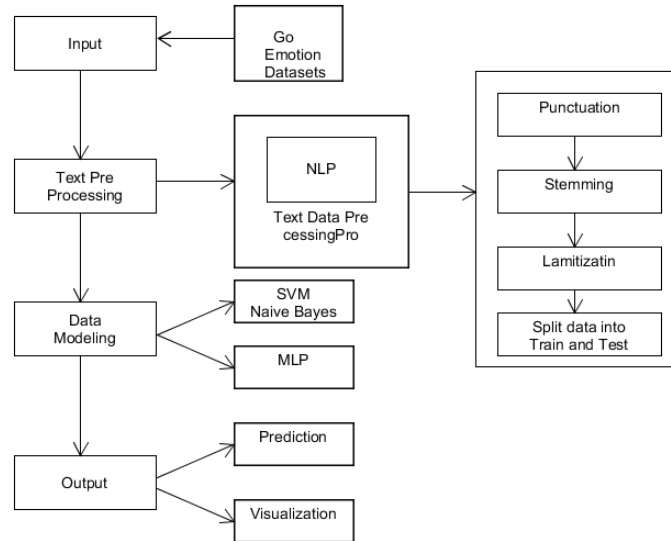 Input
Go
Emotion
Datasets
Text Pre
Processing
NLP
Text Data Pre
cessingPro
Punctuation
Stemming
Lamitizatin
Split data into
Train and Test
Data
Modeling
SVM
Naive Bayes
MLP
Output
Prediction
Visualization